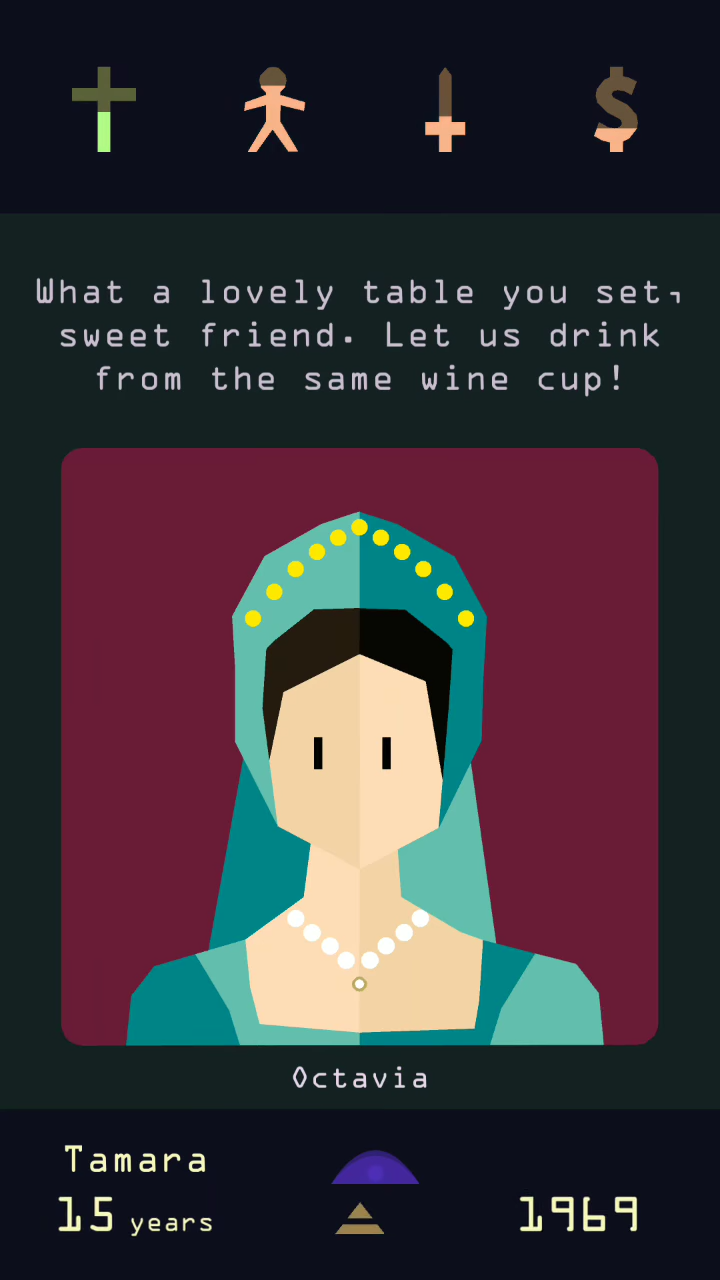 What a lovely table you set,
sweet friend. Let us drink
from the same wine cup!
Octavia
Tamara
15 years
1969